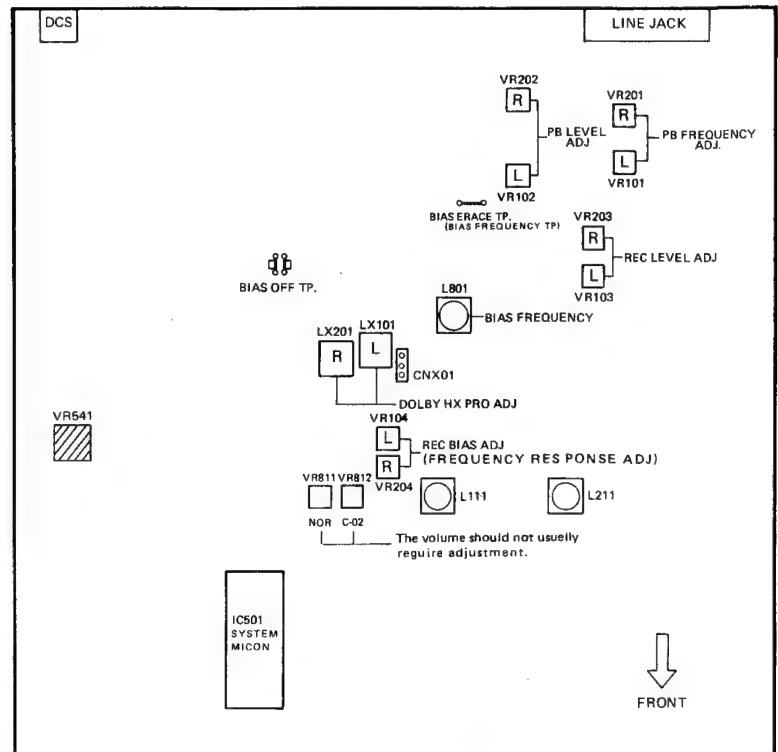 DCS
LINE JACK
VR202
R
L
VR102
PB LEVEL
ADJ
VR201
R
L
VR101
PB FREQUENCY
ADJ.
BIAS ERACE TP.
(BIAS FREQUENCY TP)
VR203
R
L
VR103
REC LEVEL ADJ
BIAS OFF TP.
L801
BIAS FREQUENCY
LX201
R
LX101
L
CNX01
DOLBY HX PRO ADJ
VR541
VR104
L
R
VR204
REC BIAS ADJ
(FREQUENCY RESPONSE ADJ)
VR811
VR812
NOR
C-02
L111
L211
The volume should not usuelly
reguire adjustment.
IC501
SYSTEM
MICON
FRONT